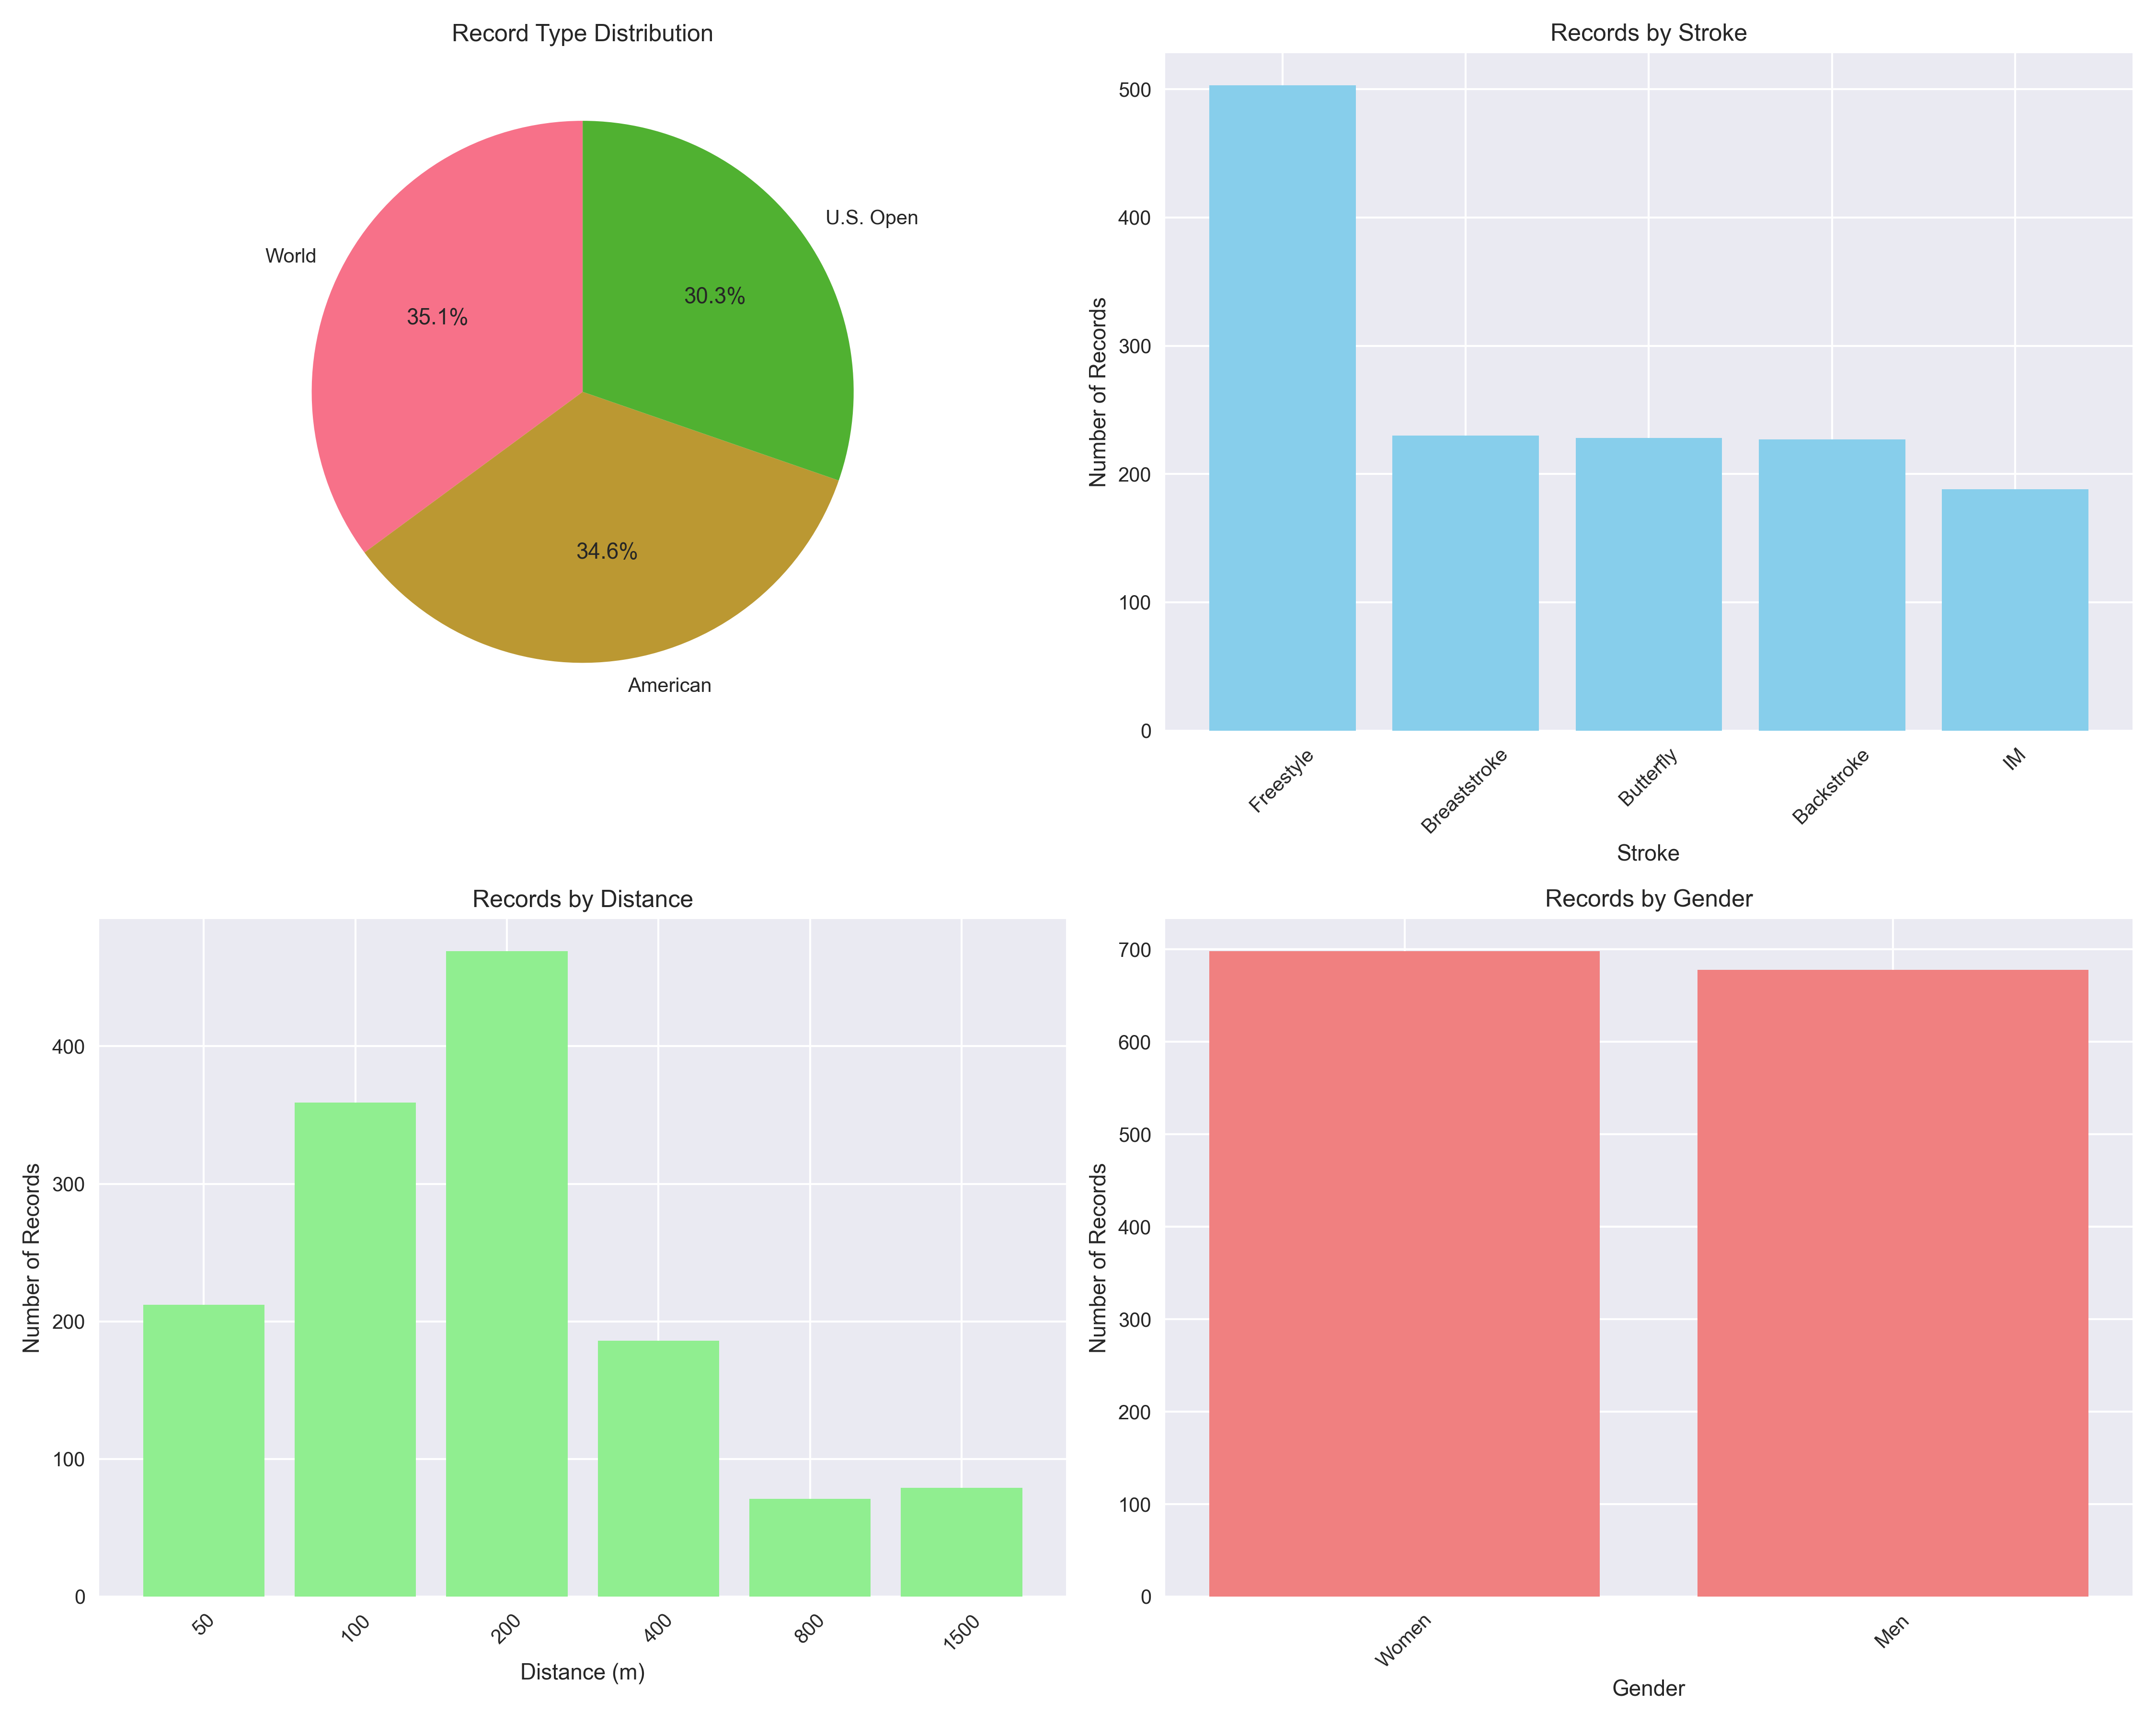 Record Type Distribution
U.S. Open
World
30.3%
35.1%
34.6%
American
Records by Stroke
Number of Records
500
400
300
200
100
0
Freestyle
Breaststroke
Butterfly
Backstroke
IM
Stroke
Records by Distance
Number of Records
400
300
200
100
0
50
100
200
400
800
1500
Distance (m)
Records by Gender
Number of Records
700
600
500
400
300
200
100
0
Women
Men
Gender